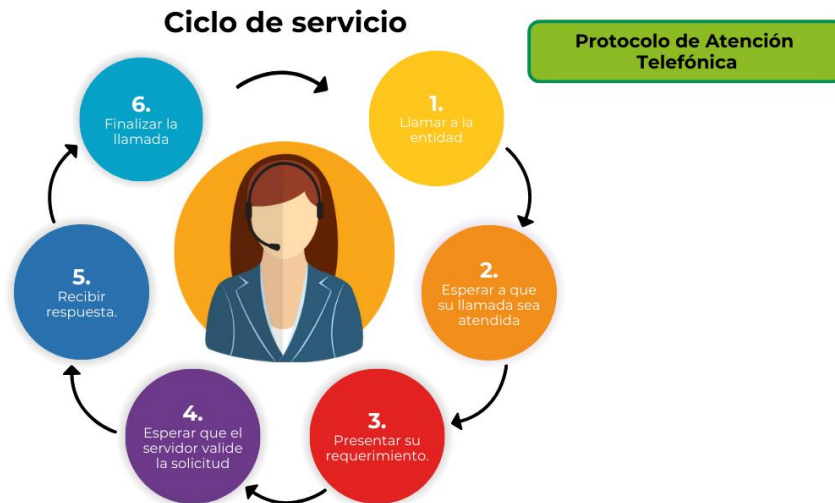 Ciclo de servicio
Protocolo de Atención
Telefónica
1.
Llamar a la
entidad
2.
Esperar a que
su llamada sea
atendida
3.
Presentar su
requerimiento.
4.
Esperar que el
servidor valide
la solicitud
5.
Recibir
respuesta.
6.
Finalizar la
llamada